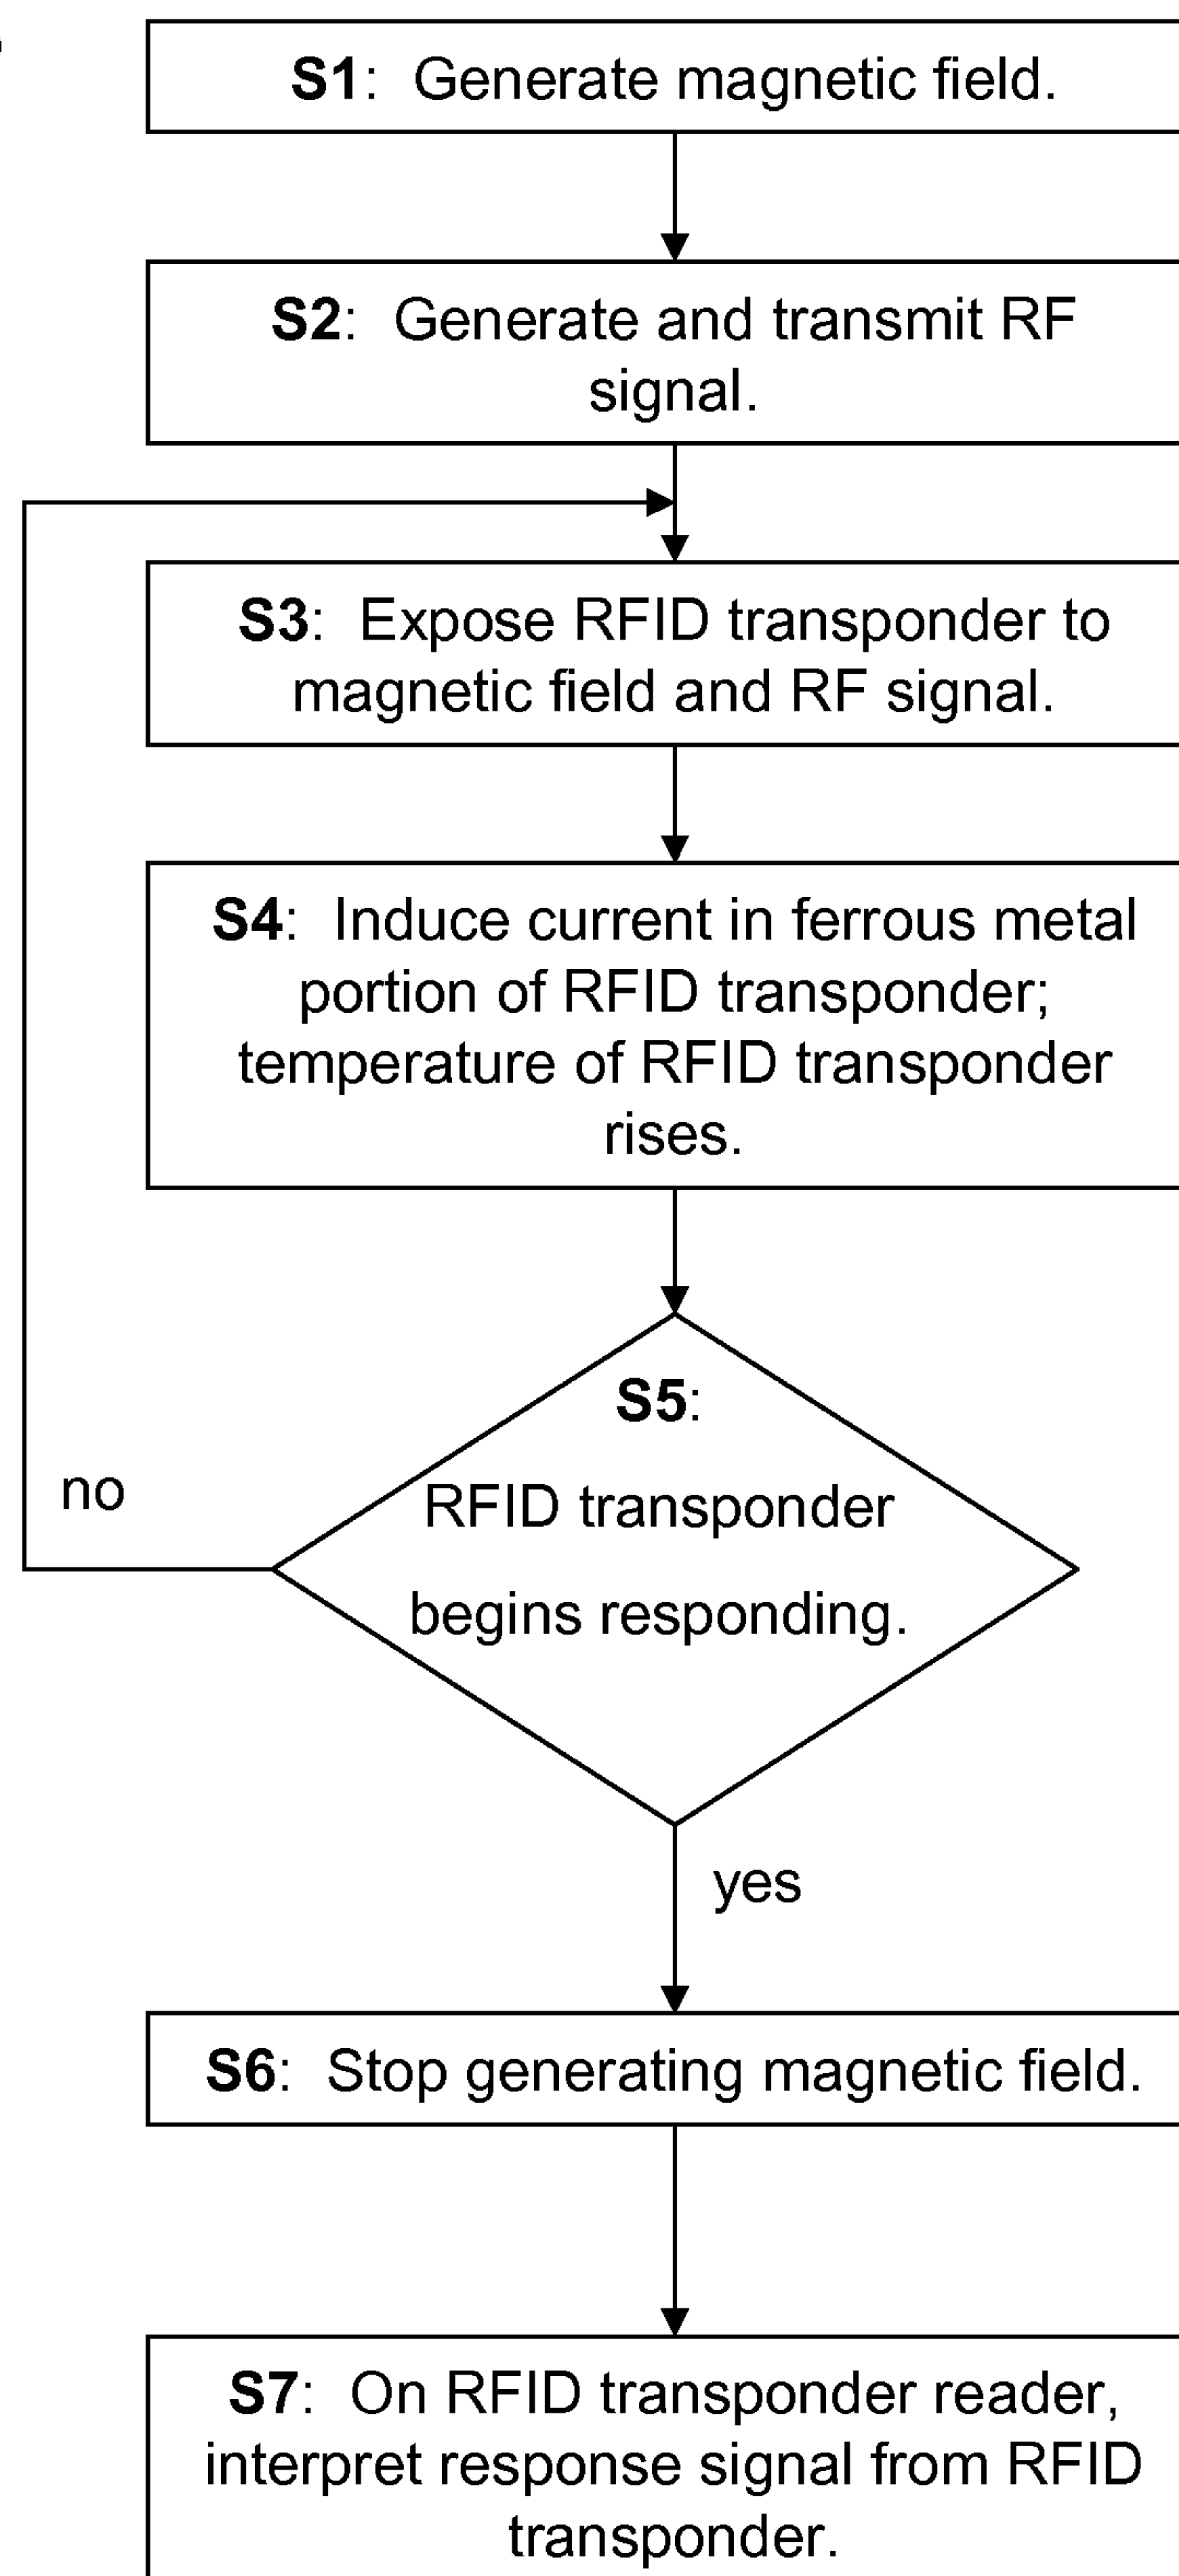 S1: Generate magnetic field.
S2: Generate and transmit RF
signal.
S3: Expose RFID transponder to
magnetic field and RF signal.
S4: Induce current in ferrous metal
portion of RFID transponder;
temperature of RFID transponder
rises.
S5:
RFID transponder
begins responding.
no
yes
S6: Stop generating magnetic field.
S7: On RFID transponder reader,
interpret response signal from RFID
transponder.